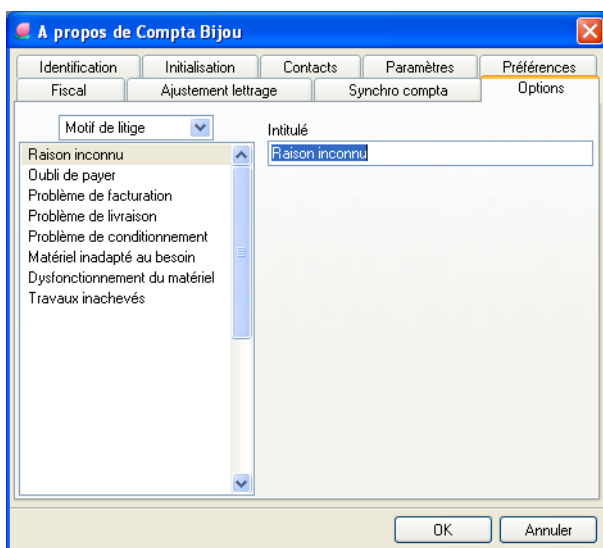 A propos de Compta Bijou
Identification Initialisation Contacts Paramètres Préférences
Fiscal Ajustement lettrage Synchro compta Options
Motif de litige
Intitulé
Raison inconnu
Raison inconnu
Oubli de payer
Problème de facturation
Problème de livraison
Problème de conditionnement
Matériel inadapté au besoin
Dysfonctionnement du matériel
Travaux inachevés
OK Annuler